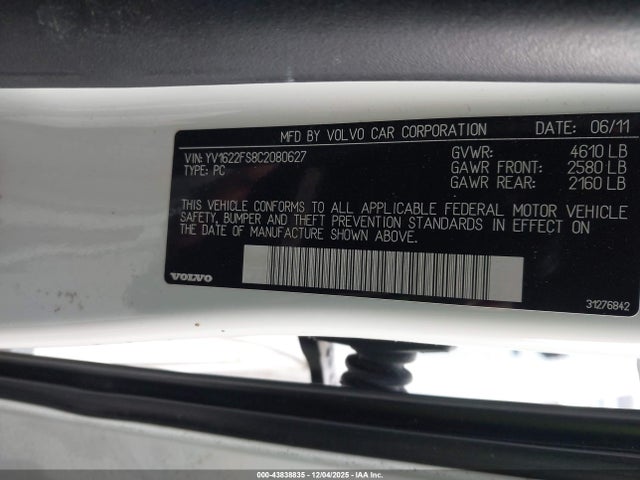 MFD BY VOLVO CAR CORPORATION DATE: 06/11
VIN: YV1622FS8C2080627 GVWR: 4610 LB
TYPE: PC GAWR FRONT: 2580 LB
GAWR REAR: 2160 LB
THIS VEHICLE CONFORMS TO ALL APPLICABLE FEDERAL MOTOR VEHICLE
SAFETY, BUMPER AND THEFT PREVENTION STANDARDS IN EFFECT ON
THE DATE OF MANUFACTURE SHOWN ABOVE.
VOLVO
31276842
000-43838835 - 12/04/2025 - IAA Inc.